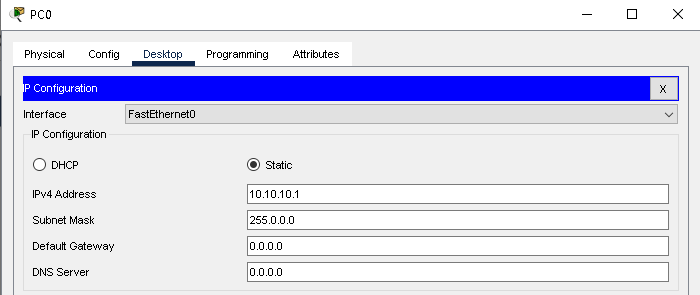 PC0
Physical Config Desktop Programming Attributes
IP Configuration X
Interface FastEthernet0
IP Configuration
DHCP Static
IPv4 Address 10.10.10.1
Subnet Mask 255.0.0.0
Default Gateway 0.0.0.0
DNS Server 0.0.0.0